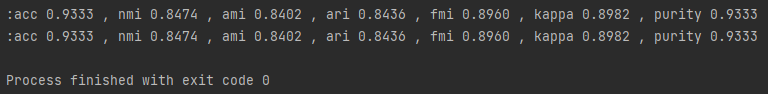 :acc 0.9333 , nmi 0.8474 , ami 0.8402 , ari 0.8436 , fmi 0.8960 , kappa 0.8982 , purity 0.9333
:acc 0.9333 , nmi 0.8474 , ami 0.8402 , ari 0.8436 , fmi 0.8960 , kappa 0.8982 , purity 0.9333
Process finished with exit code 0